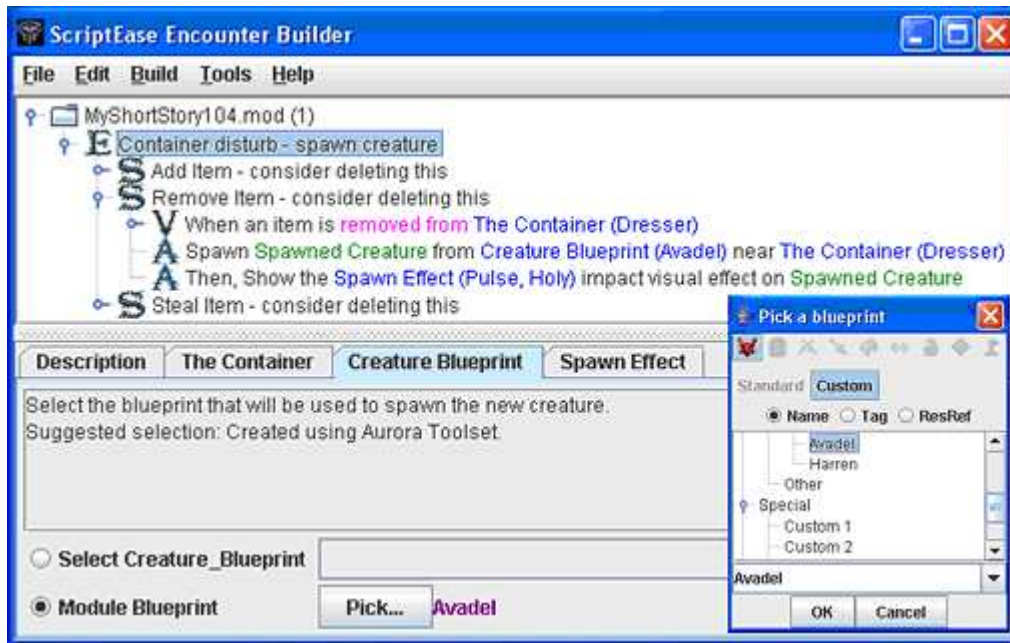 ScriptEase Encounter Builder
File Edit Build Tools Help
MyShortStory104.mod (1)
E Container disturb - spawn creature
S Add Item - consider deleting this
S Remove Item - consider deleting this
V When an item is removed from The Container (Dresser)
A Spawn Spawned Creature from Creature Blueprint (Avadel) near The Container (Dresser)
A Then, Show the Spawn Effect (Pulse, Holy) impact visual effect on Spawned Creature
S Steal Item - consider deleting this
Description The Container Creature Blueprint Spawn Effect
Select the blueprint that will be used to spawn the new creature.
Suggested selection: Created using Aurora Toolset.
Select Creature_Blueprint
Module Blueprint Pick... Avadel
Pick a blueprint
Standard Custom
Name Tag ResRef
Avadel
Harren
Other
Special
Custom 1
Custom 2
Avadel
OK Cancel